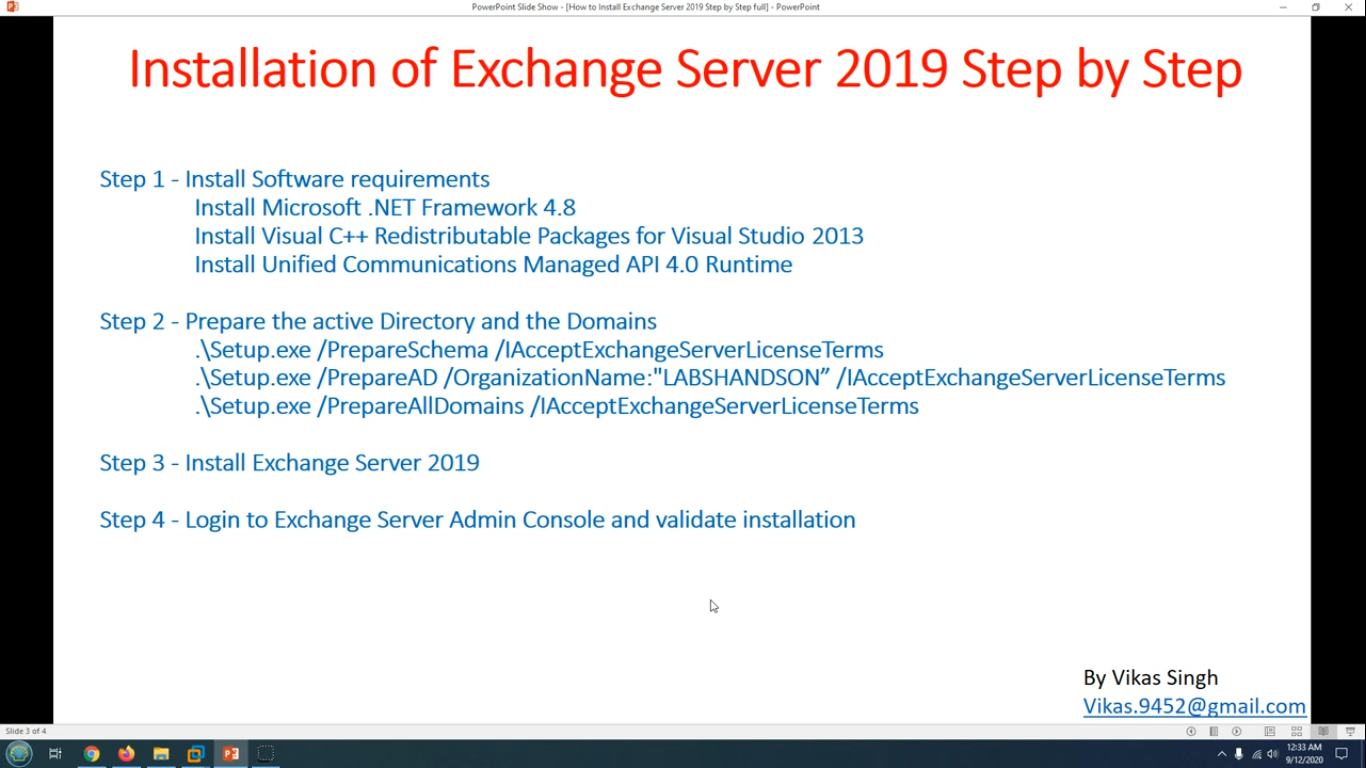 PowerPoint Slide Show - [How to Install Exchange Server 2019 Step by Step full] - PowerPoint
Installation of Exchange Server 2019 Step by Step
Step 1 - Install Software requirements
Install Microsoft .NET Framework 4.8
Install Visual C++ Redistributable Packages for Visual Studio 2013
Install Unified Communications Managed API 4.0 Runtime
Step 2 - Prepare the active Directory and the Domains
.\Setup.exe /PrepareSchema /IAcceptExchangeServerLicenseTerms
.\Setup.exe /PrepareAD /OrganizationName:"LABSHANDSON” /IAcceptExchangeServerLicenseTerms
.\Setup.exe /PrepareAllDomains /IAcceptExchangeServerLicenseTerms
Step 3 - Install Exchange Server 2019
Step 4 - Login to Exchange Server Admin Console and validate installation
By Vikas Singh
Vikas.9452@gmail.com
Slide 3 of 4
12:33 AM
9/12/2020